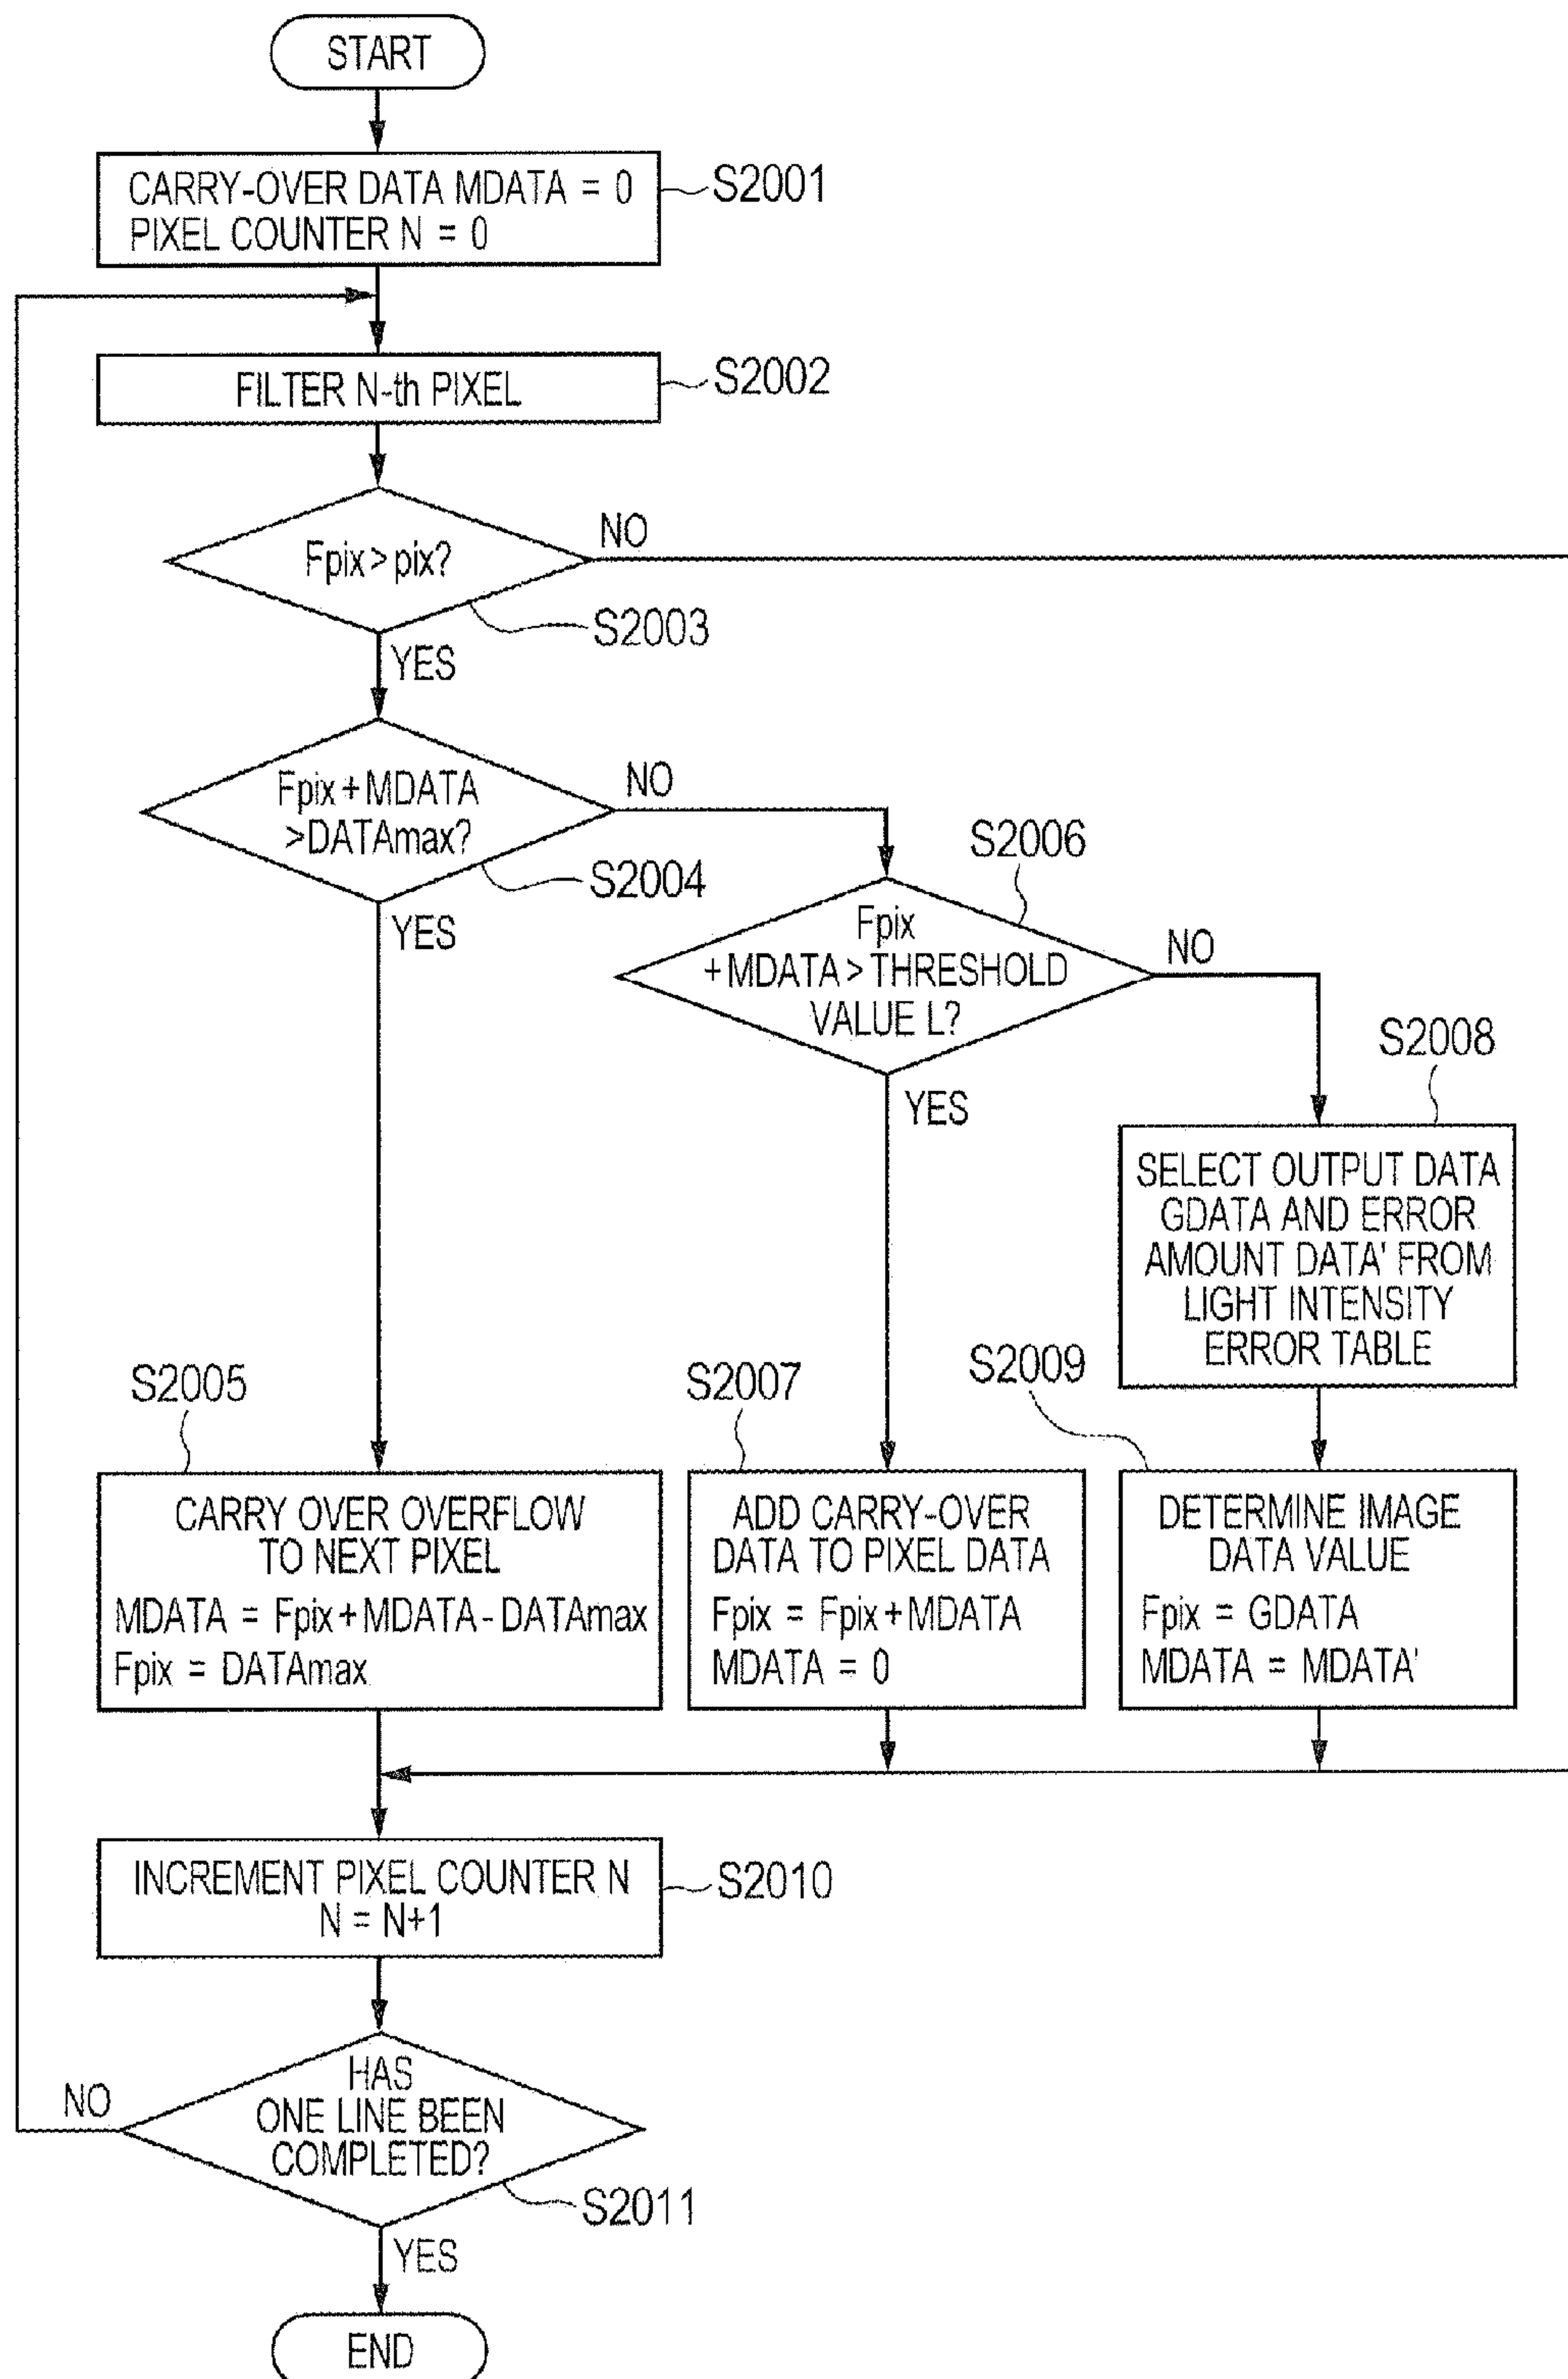 START
CARRY-OVER DATA MDATA = 0
PIXEL COUNTER N = 0
S2001
FILTER N-th PIXEL
S2002
Fpix>pix?
NO
S2003
YES
Fpix+MDATA
>DATAmax?
NO
S2004
YES
S2006
Fpix
+MDATA>THRESHOLD
VALUE L?
NO
YES
S2008
SELECT OUTPUT DATA
GDATA AND ERROR
AMOUNT DATA' FROM
LIGHT INTENSITY
ERROR TABLE
S2005
CARRY OVER OVERFLOW
TO NEXT PIXEL
MDATA = Fpix+MDATA-DATAmax
Fpix = DATAmax
S2007
ADD CARRY-OVER
DATA TO PIXEL DATA
Fpix = Fpix+MDATA
MDATA = 0
S2009
DETERMINE IMAGE
DATA VALUE
Fpix = GDATA
MDATA = MDATA'
INCREMENT PIXEL COUNTER N
N = N+1
S2010
HAS
ONE LINE BEEN
COMPLETED?
NO
S2011
YES
END